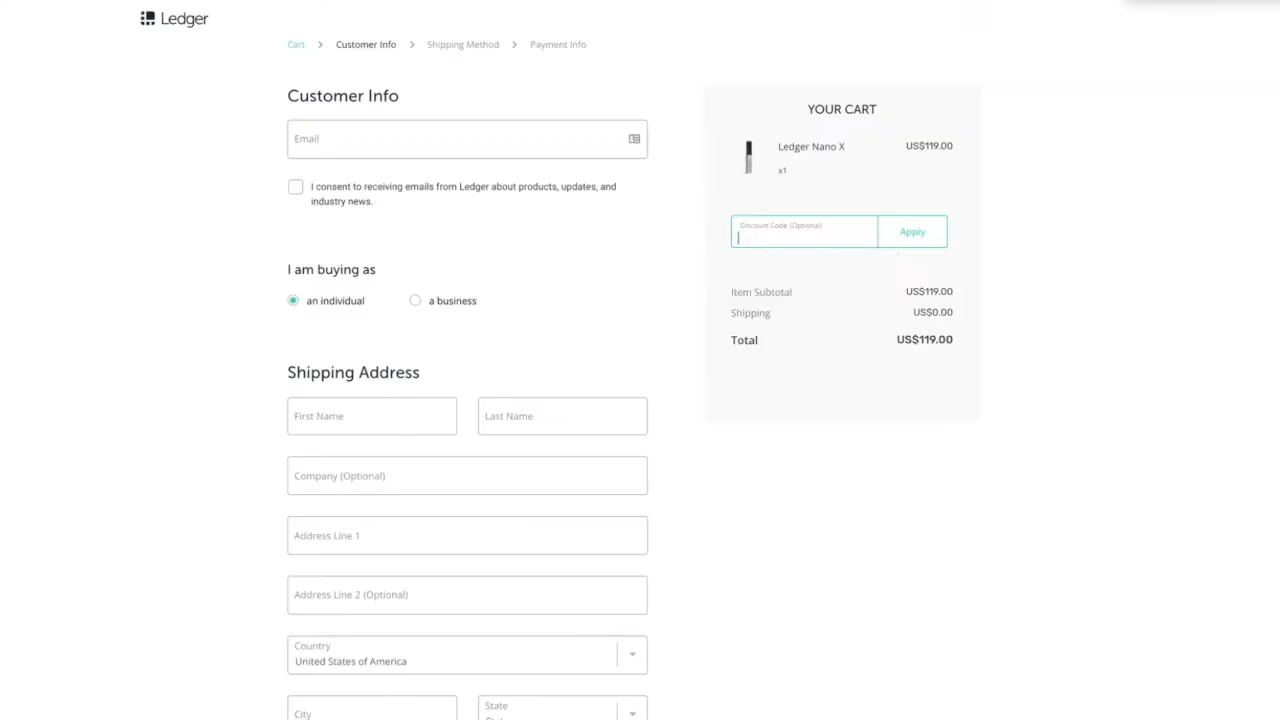 Ledger
Cart > Customer Info > Shipping Method > Payment Info
Customer Info
Email
I consent to receiving emails from Ledger about products, updates, and
industry news.
I am buying as
an individual
a business
Shipping Address
First Name
Last Name
Company (Optional)
Address Line 1
Address Line 2 (Optional)
Country
United States of America
City
State
YOUR CART
Ledger Nano X US$119.00
x1
Discount Code (Optional)
Apply
Item Subtotal US$119.00
Shipping US$0.00
Total US$119.00